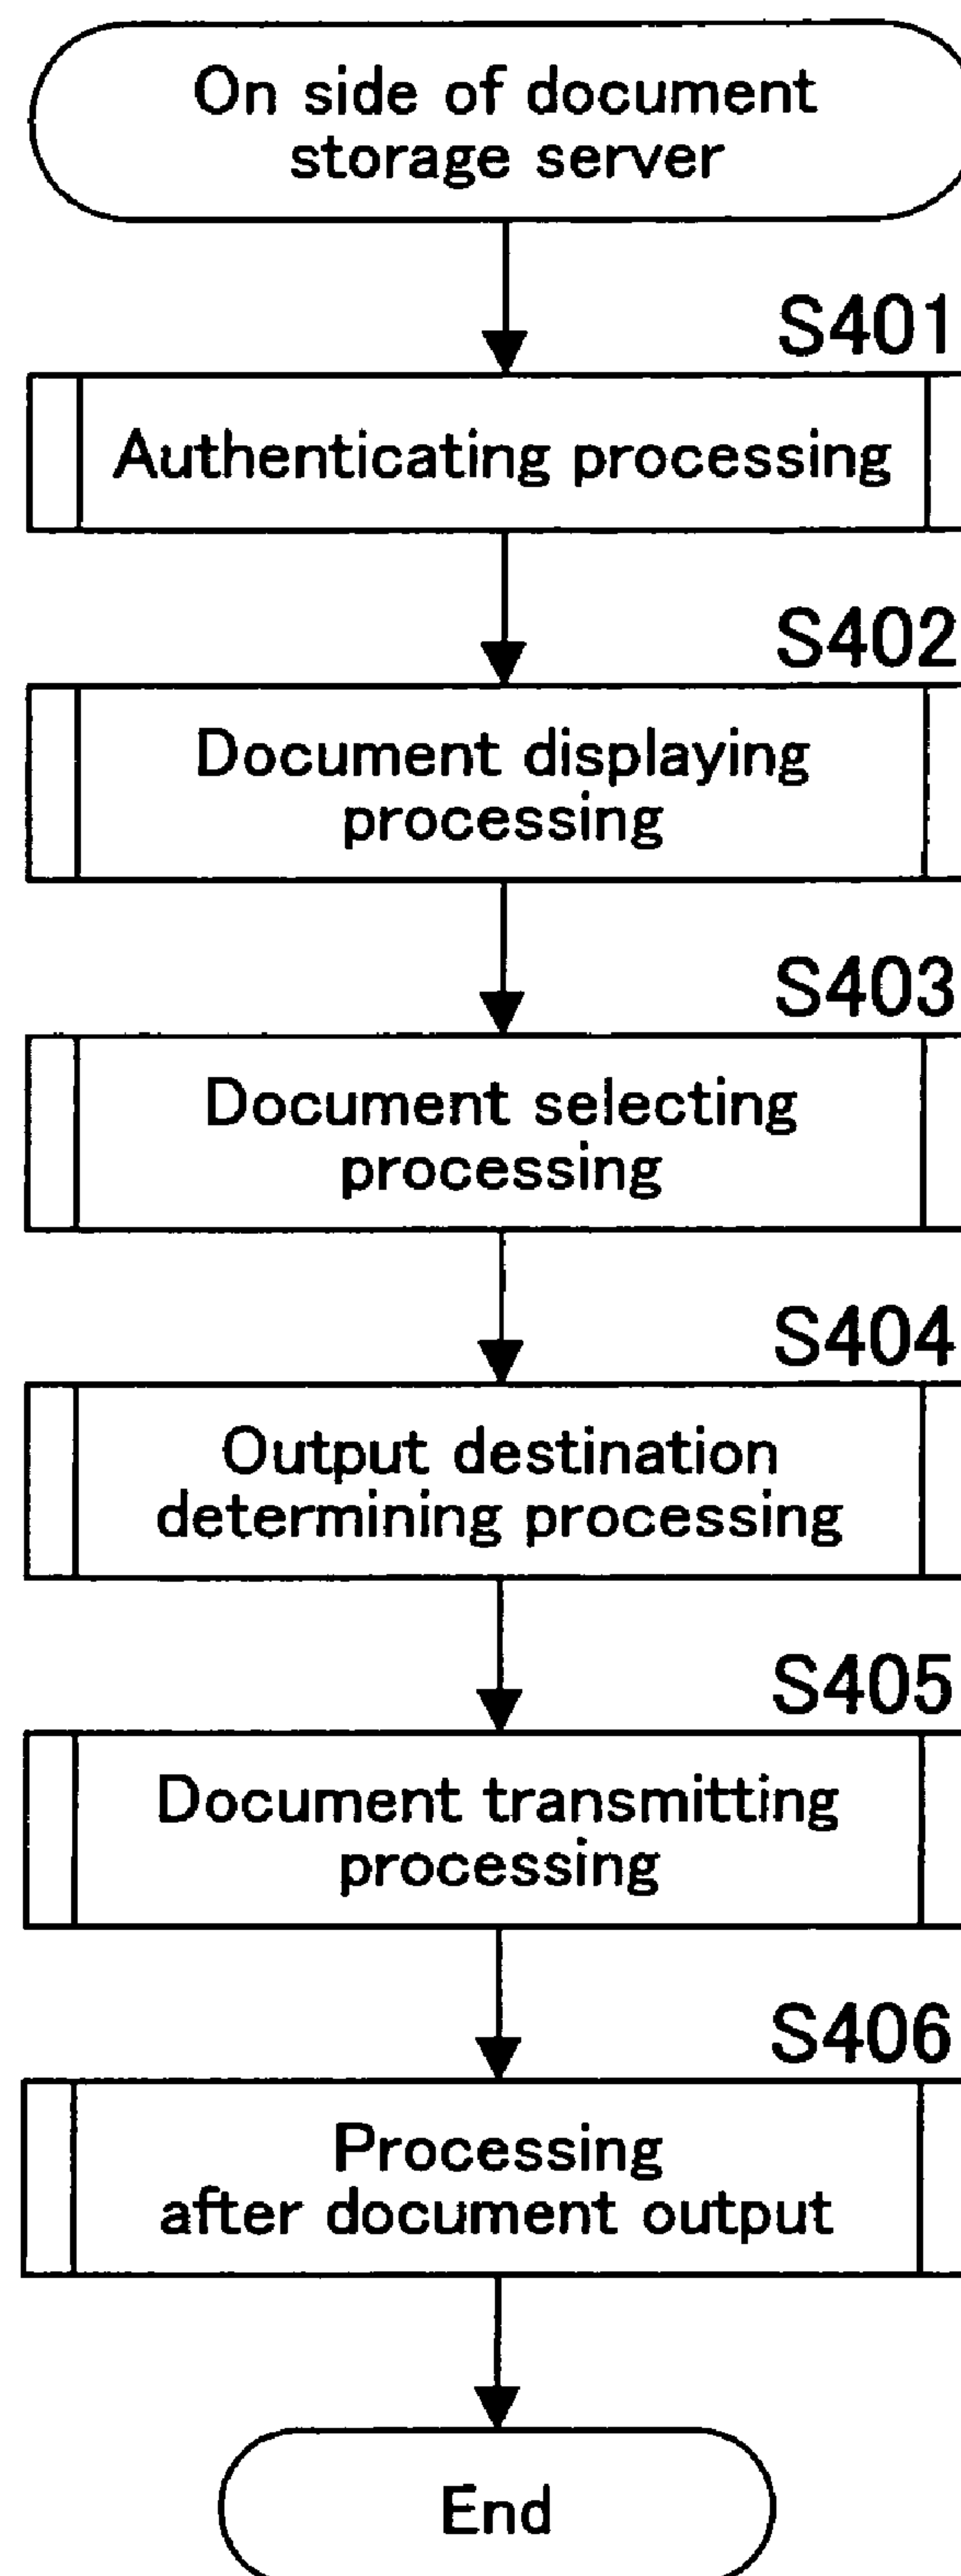 On side of document
storage server
S401
Authenticating processing
S402
Document displaying
processing
S403
Document selecting
processing
S404
Output destination
determining processing
S405
Document transmitting
processing
S406
Processing
after document output
End